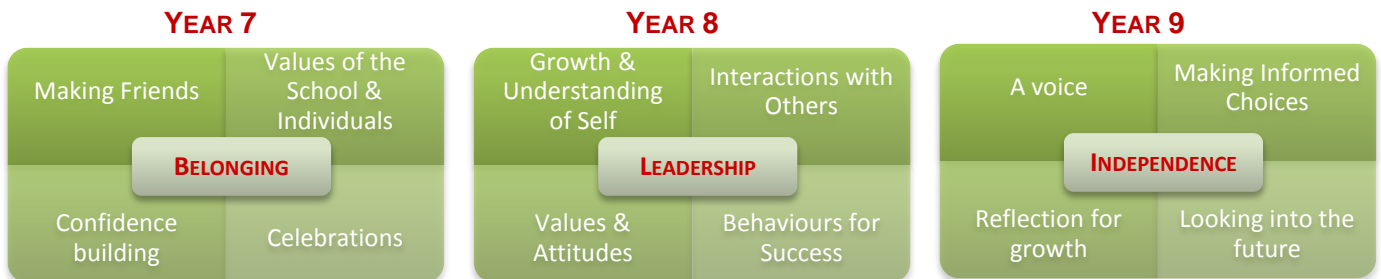 YEAR 7
Making Friends
Values of the
School &
Individuals
BELONGING
Confidence
building
Celebrations
YEAR 8
Growth &
Understanding
of Self
Interactions with
Others
LEADERSHIP
Values &
Attitudes
Behaviours for
Success
YEAR 9
A voice
Making Informed
Choices
INDEPENDENCE
Reflection for
growth
Looking into the
future